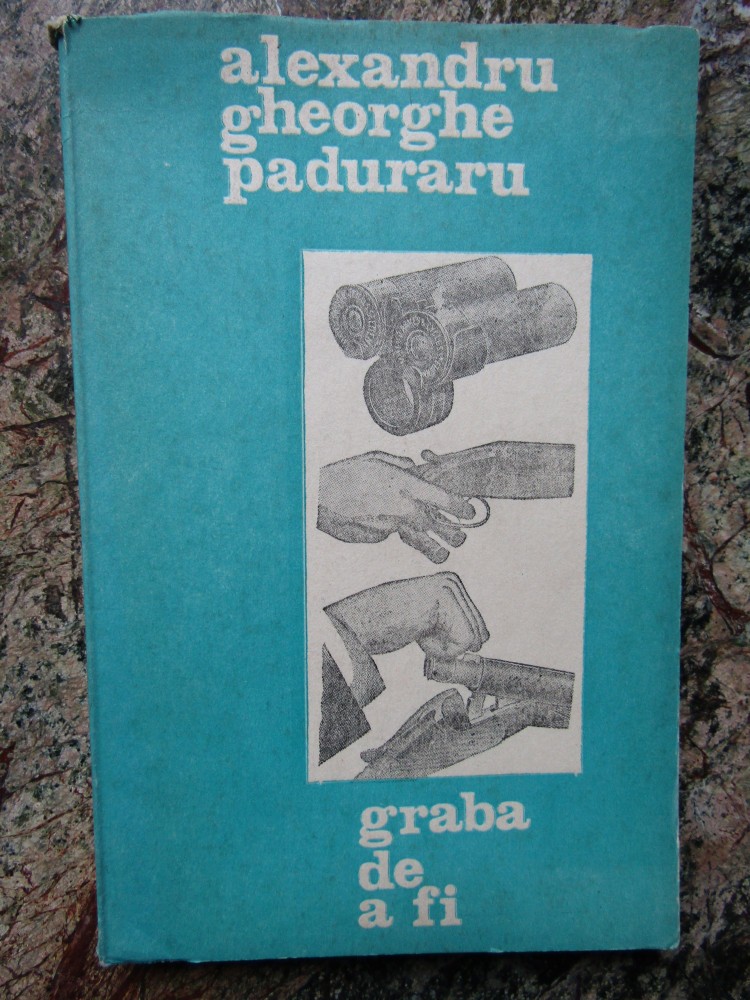 alexandru
gheorghe
paduraru
graba
de
a fi